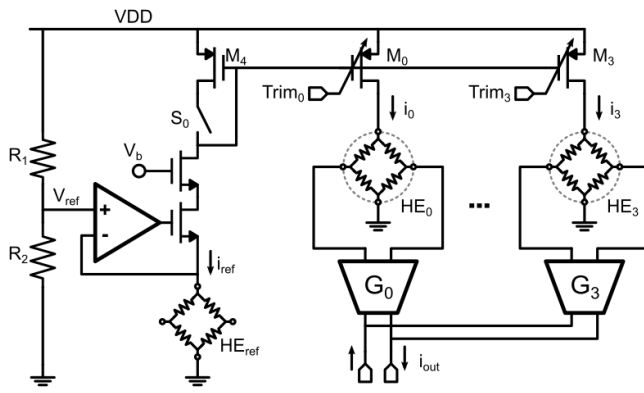 VDD
M4
M0
M3
Trim0
Trim3
S0
i0
i3
R1
Vb
Vref
+
-
HE0
...
HE3
R2
iref
G0
G3
HEref
iout